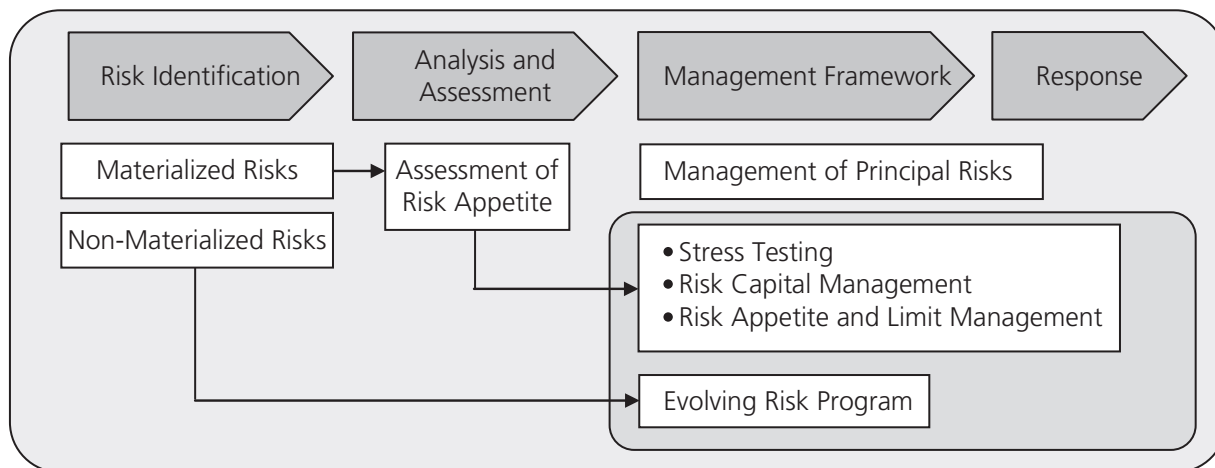 Risk Identification
Analysis and
Assessment
Management Framework
Response
Materialized Risks
Non-Materialized Risks
Assessment of
Risk Appetite
Management of Principal Risks
• Stress Testing
• Risk Capital Management
• Risk Appetite and Limit Management
Evolving Risk Program